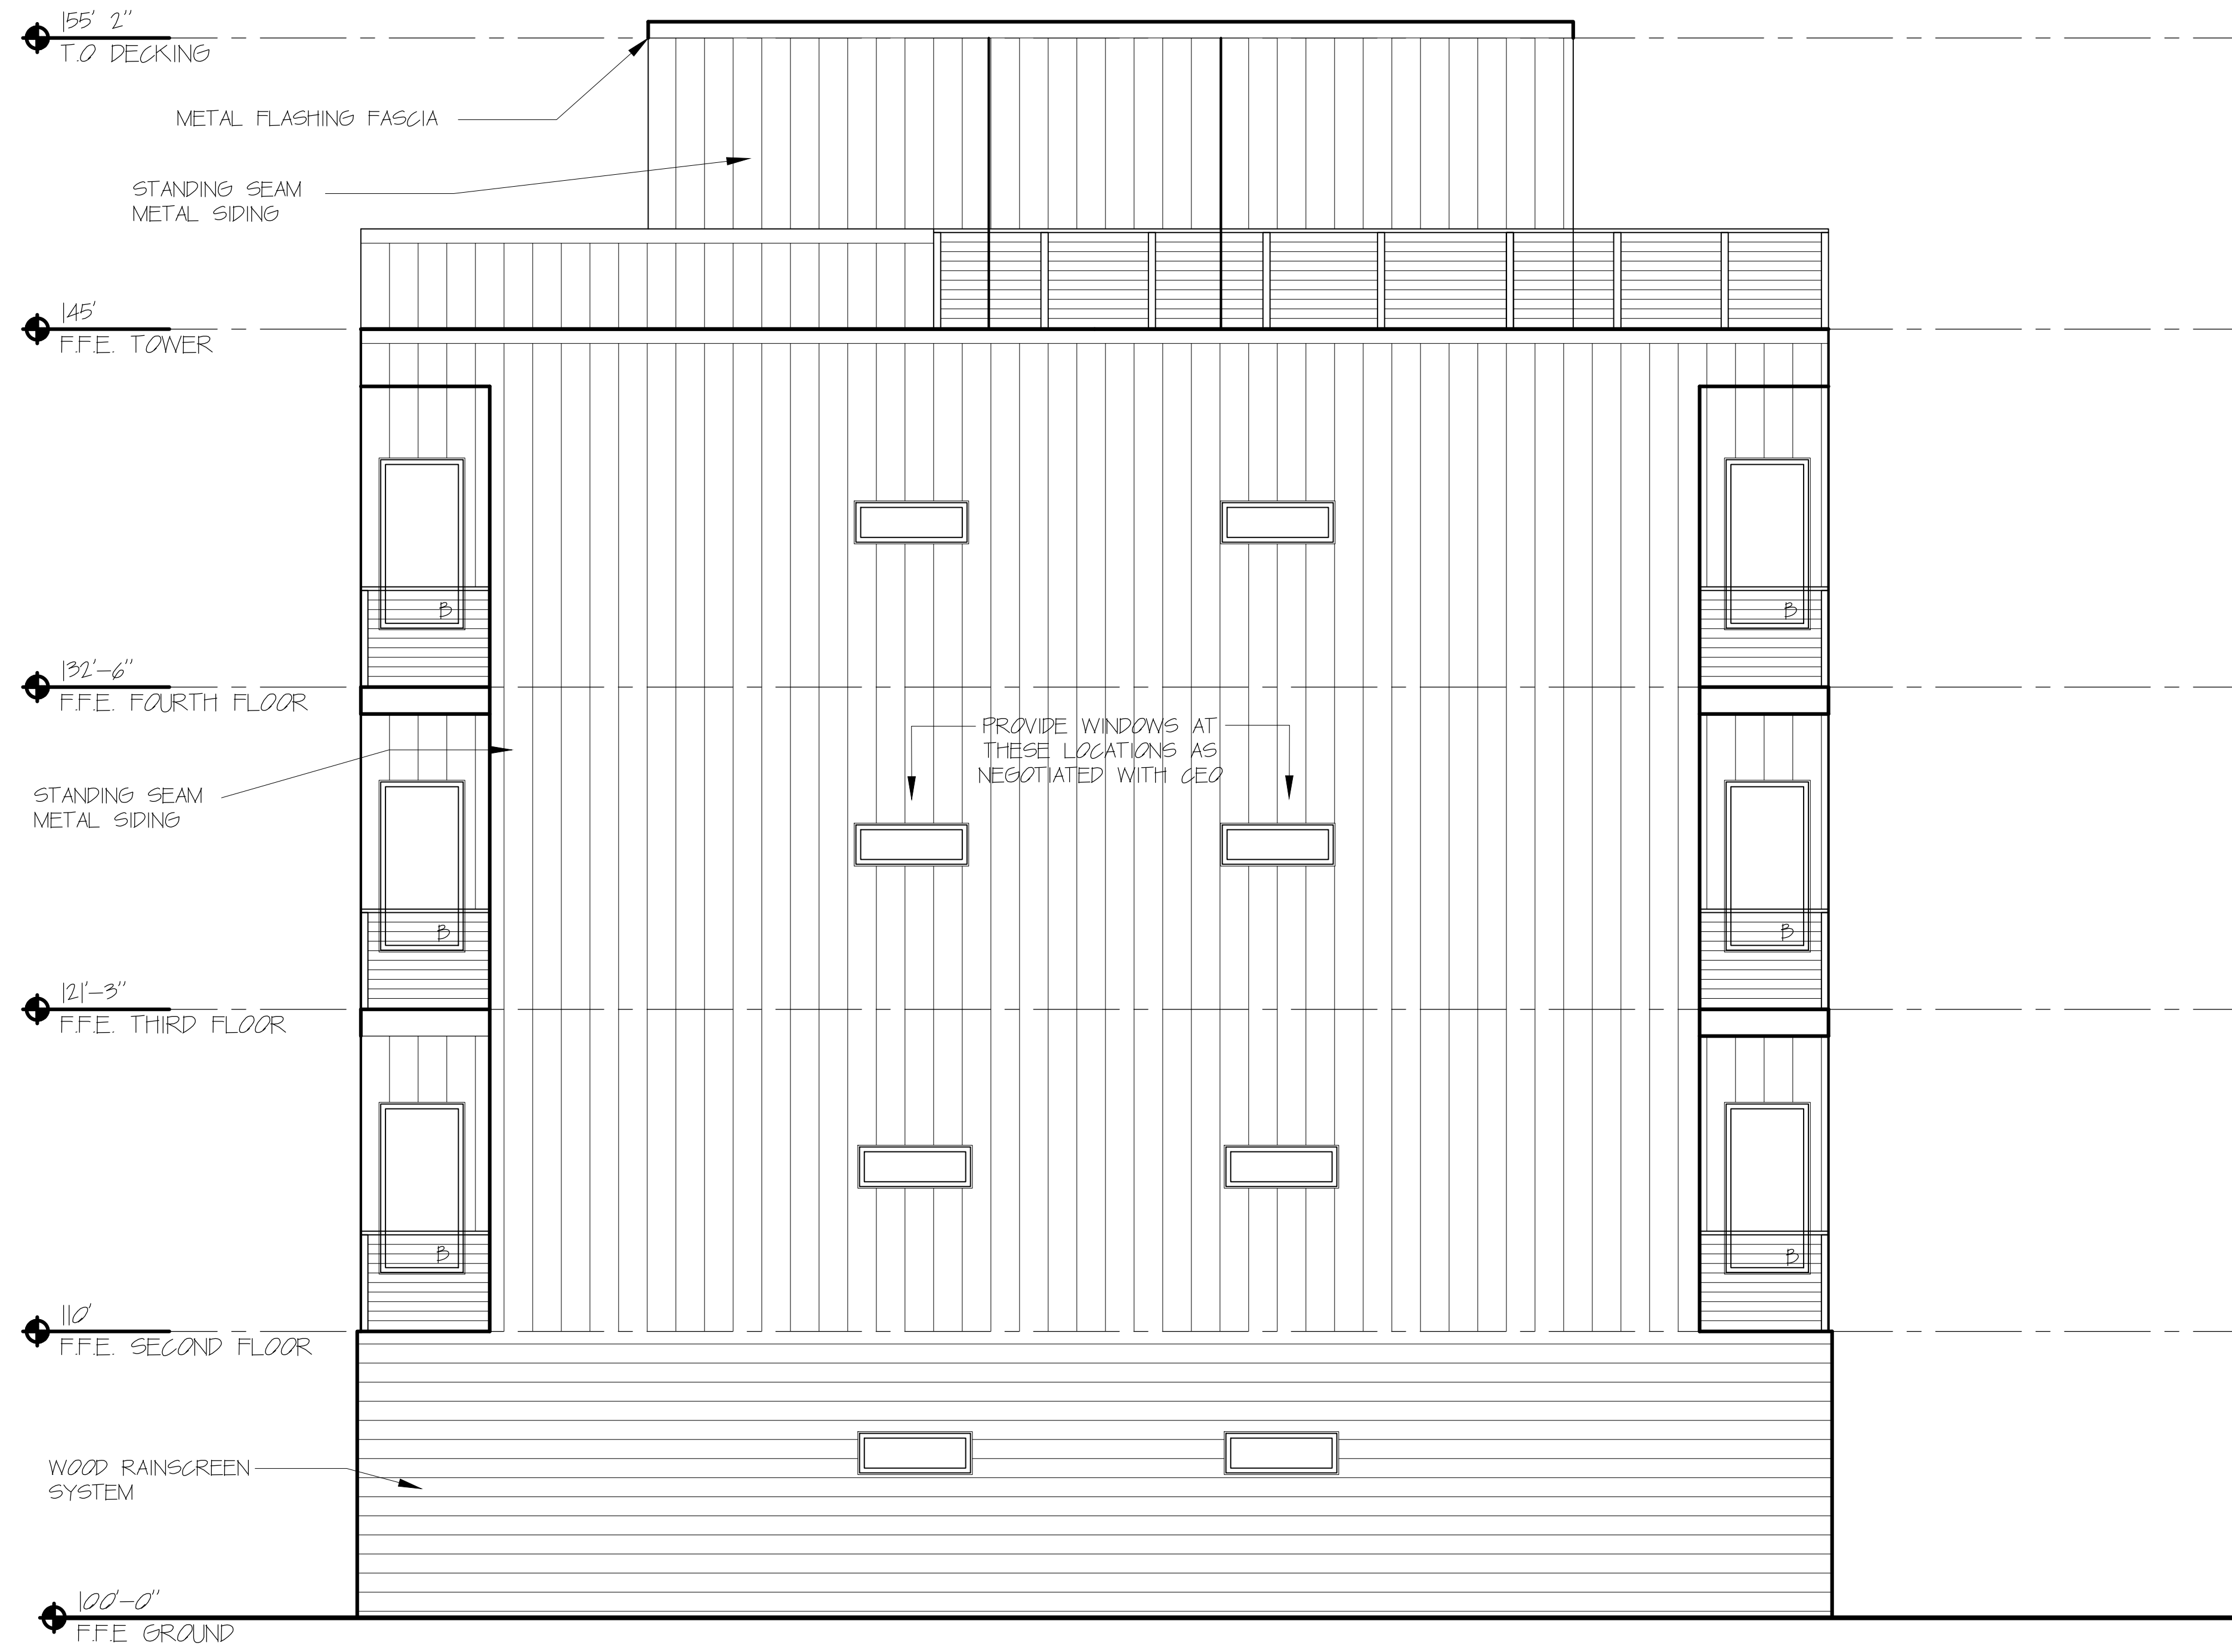 155' 2"
T.O DECKING
METAL FLASHING FASCIA
STANDING SEAM
METAL SIDING
145'
F.F.E. TOWER
B
B
132'-6"
F.F.E. FOURTH FLOOR
PROVIDE WINDOWS AT
THESE LOCATIONS AS
NEGOTIATED WITH CEO
STANDING SEAM
METAL SIDING
B
B
121'-3"
F.F.E. THIRD FLOOR
B
B
110'
F.F.E. SECOND FLOOR
WOOD RAINSCREEN
SYSTEM
100'-0"
F.F.E GROUND